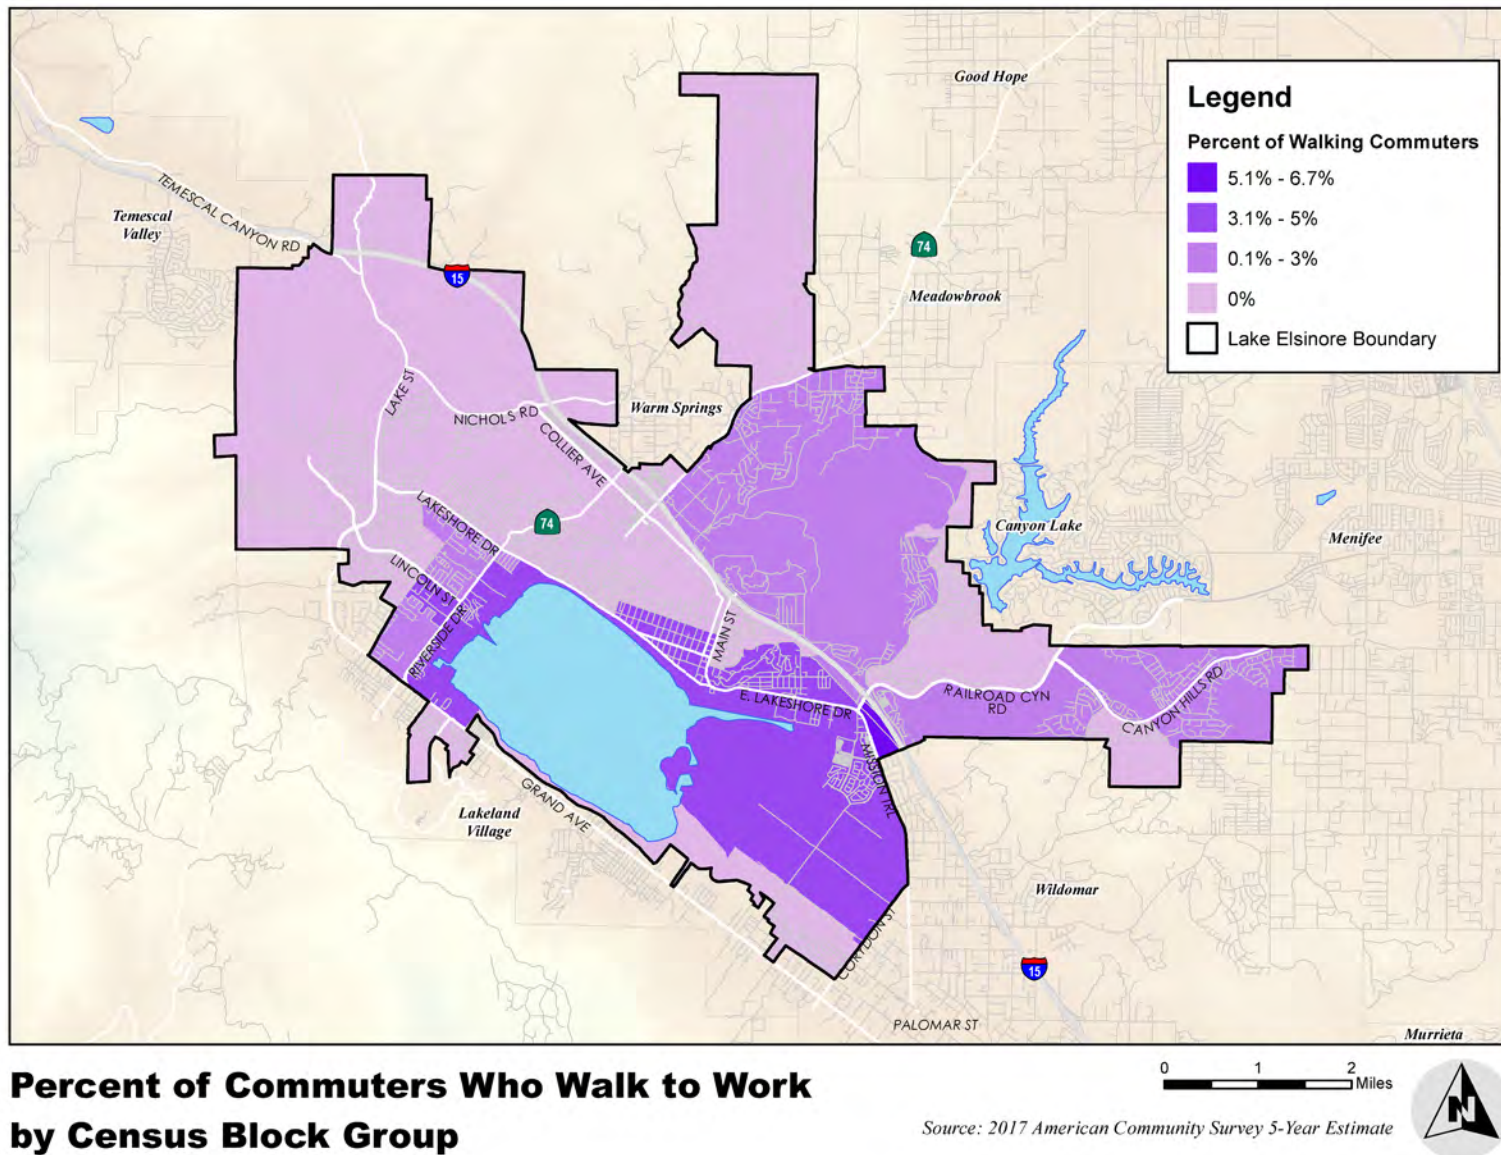 Good Hope
Legend
Percent of Walking Commuters
5.1% - 6.7%
3.1% - 5%
0.1% - 3%
0%
Lake Elsinore Boundary
TEMESCAL CANYON RD
Temescal
Valley
74
15
Meadowbrook
LAKE ST
NICHOLS RD
Warm Springs
COLLIER AVE
LAKESHORE DR
74
Canyon Lake
Menifee
LINCOLN ST
RIVERSIDE DR
MAIN ST
E. LAKESHORE DR
RAILROAD CYN
RD
CANYON HILLS RD
MISSION TRL
GRAND AVE
Lakeland
Village
Wildomar
CORYDON ST
15
PALOMAR ST
Murrieta
Percent of Commuters Who Walk to Work
by Census Block Group
0 1 2
Miles
Source: 2017 American Community Survey 5-Year Estimate
N